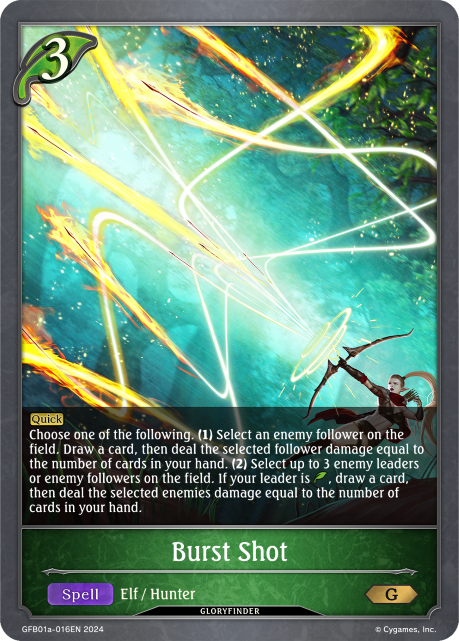 3
Quick
Choose one of the following. (1) Select an enemy follower on the
field. Draw a card, then deal the selected follower damage equal to
the number of cards in your hand. (2) Select up to 3 enemy leaders
or enemy followers on the field. If your leader is , draw a card,
then deal the selected enemies damage equal to the number of
cards in your hand.
Burst Shot
Spell Elf / Hunter G
GLORYFINDER
GFB01a-016EN 2024 © Cygames, Inc.